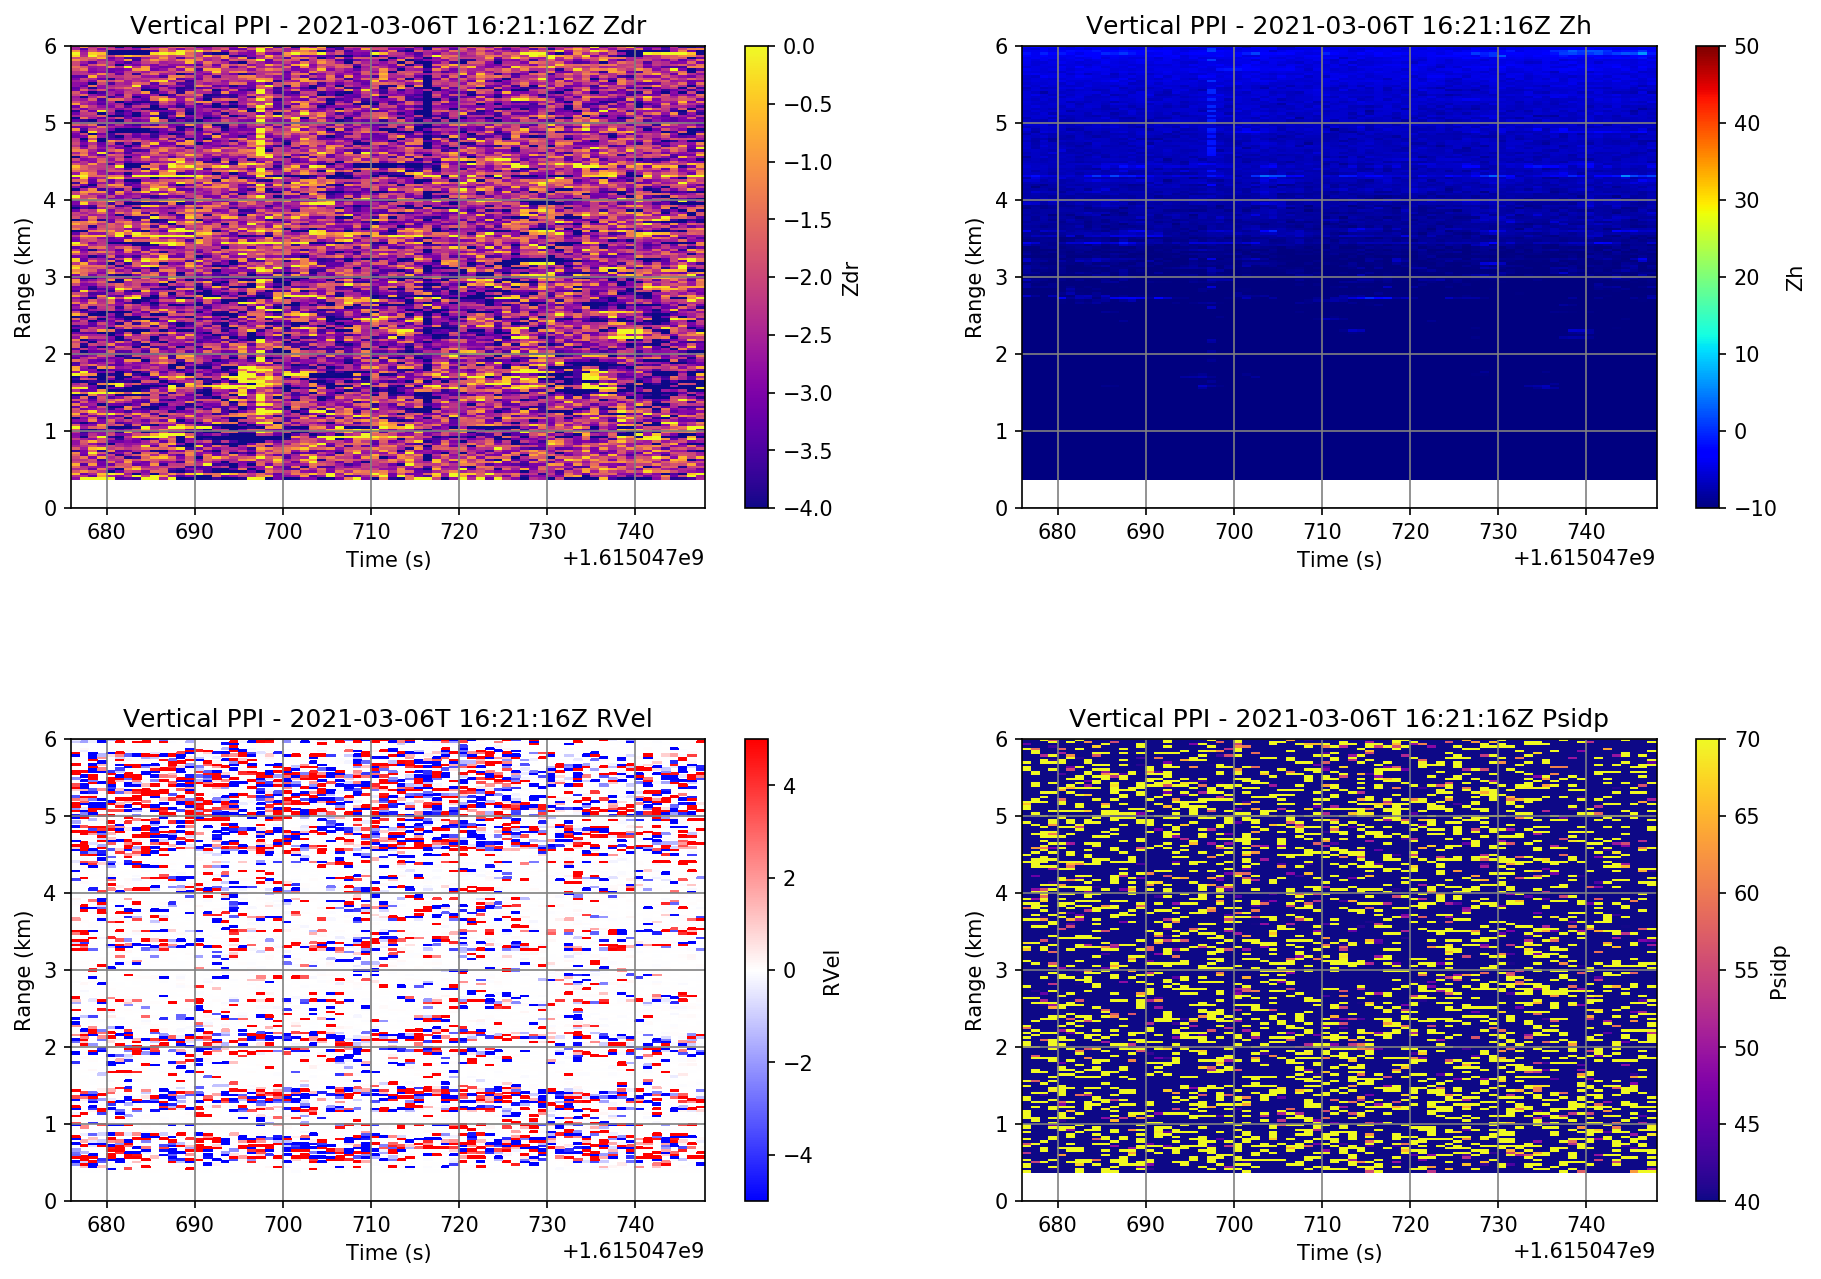 Vertical PPI - 2021-03-06T 16:21:16Z Zdr
6
5
4
3
2
1
0
Range (km)
680 690 700 710 720 730 740
Time (s)
+1.615047e9
0.0
−0.5
−1.0
−1.5
−2.0
−2.5
−3.0
−3.5
−4.0
Zdr
Vertical PPI - 2021-03-06T 16:21:16Z Zh
6
5
4
3
2
1
0
Range (km)
680 690 700 710 720 730 740
Time (s)
+1.615047e9
50
40
30
20
10
0
−10
Zh
Vertical PPI - 2021-03-06T 16:21:16Z RVel
6
5
4
3
2
1
0
Range (km)
680 690 700 710 720 730 740
Time (s)
+1.615047e9
4
2
0
−2
−4
RVel
Vertical PPI - 2021-03-06T 16:21:16Z Psidp
6
5
4
3
2
1
0
Range (km)
680 690 700 710 720 730 740
Time (s)
+1.615047e9
70
65
60
55
50
45
40
Psidp